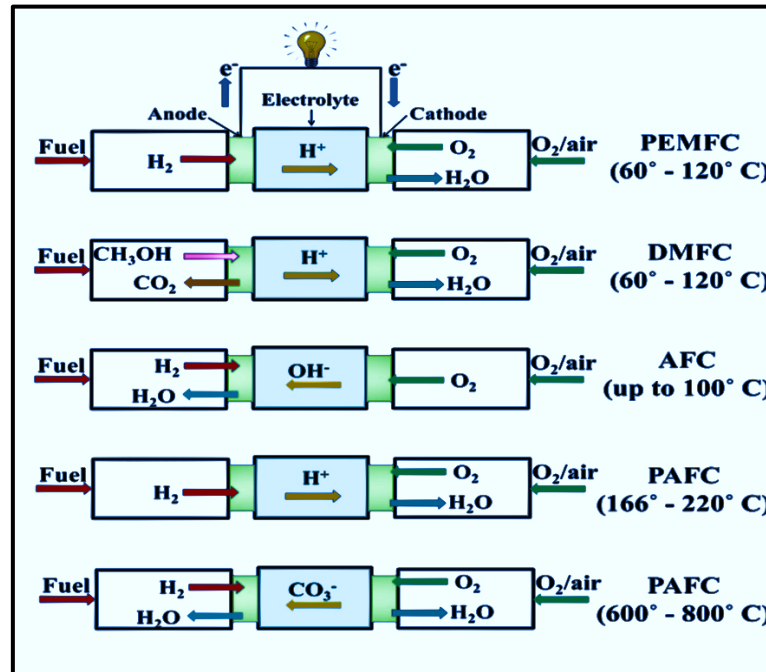 e⁻ e⁻
Anode Electrolyte Cathode
Fuel H₂ H⁺ O₂ H₂O O₂/air PEMFC
(60° - 120° C)
Fuel CH₃OH CO₂ H⁺ O₂ H₂O O₂/air DMFC
(60° - 120° C)
Fuel H₂ H₂O OH⁻ O₂ O₂/air AFC
(up to 100° C)
Fuel H₂ H⁺ O₂ H₂O O₂/air PAFC
(166° - 220° C)
Fuel H₂ H₂O CO₃⁻ O₂ H₂O O₂/air PAFC
(600° - 800° C)